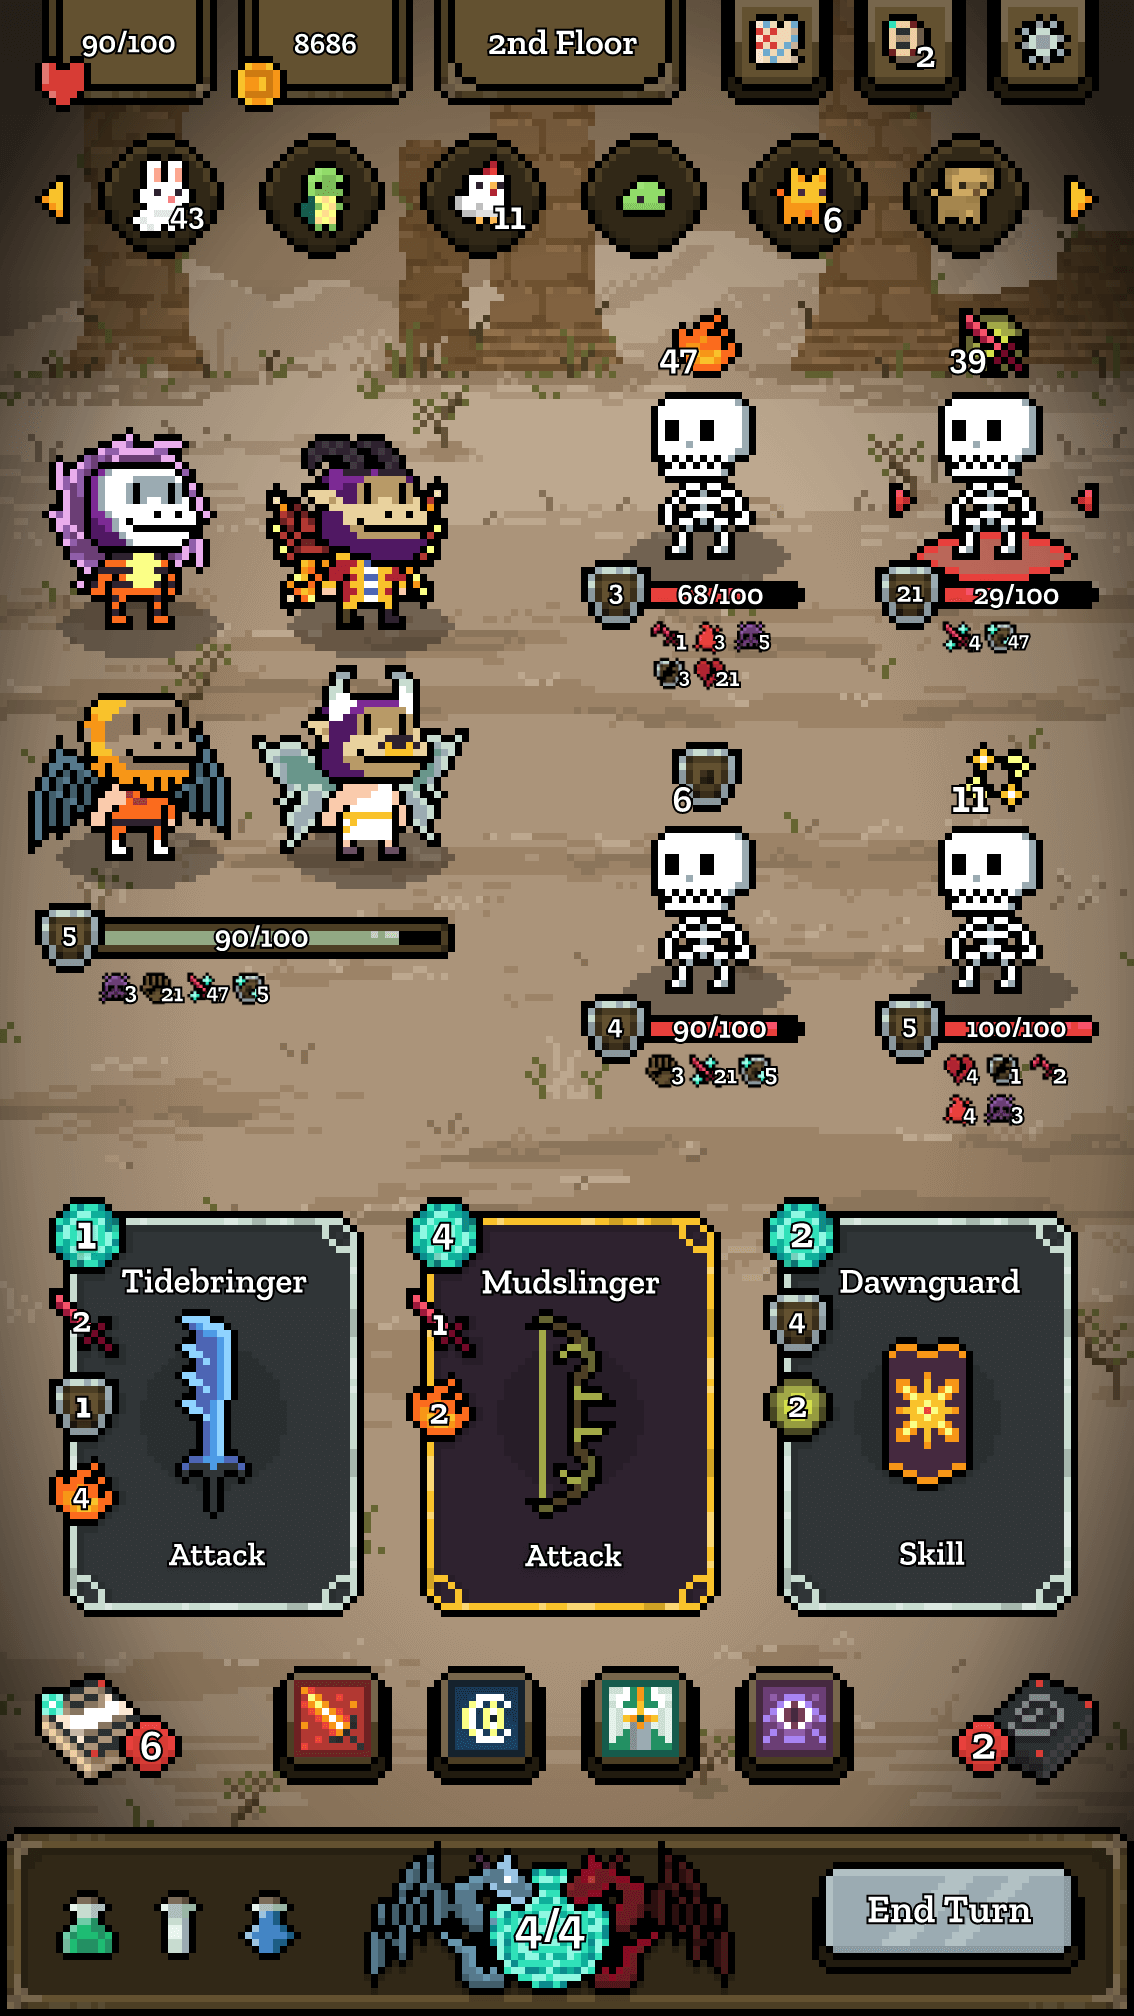 90/100 8686 2nd Floor 2
43 11 6
47 39
3 68/100 21 29/100
1 3 5 4 47
3 21
6 11
5 90/100
3 21 47 5
4 90/100 5 100/100
3 21 5 4 1 2
4 3
1 4 2
Tidebringer Mudslinger Dawnguard
2 1 4
1 2 2
4
Attack Attack Skill
6 2
4/4 End Turn